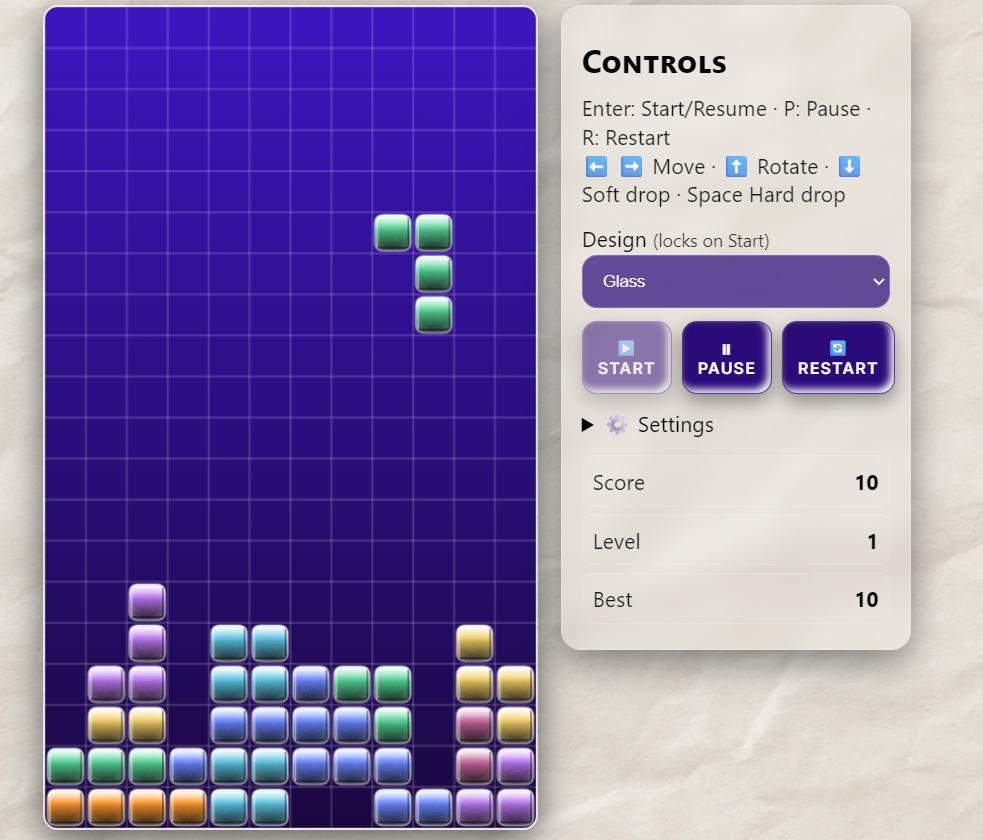 Controls
Enter: Start/Resume · P: Pause ·
R: Restart
⬅️ ➡️ Move · ⬆️ Rotate · ⬇️
Soft drop · Space Hard drop
Design (locks on Start)
Glass
▶️ START
⏸ PAUSE
🔄 RESTART
▶ ⚙️ Settings
Score 10
Level 1
Best 10